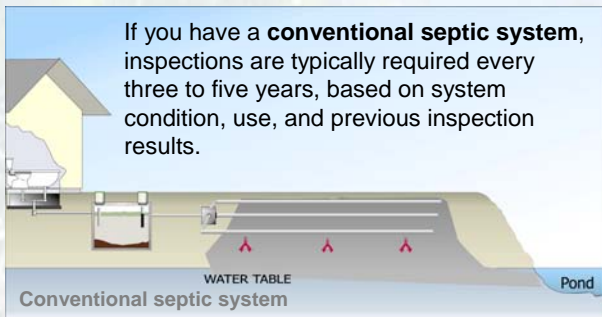 If you have a conventional septic system,
inspections are typically required every
three to five years, based on system
condition, use, and previous inspection
results.
WATER TABLE
Pond
Conventional septic system